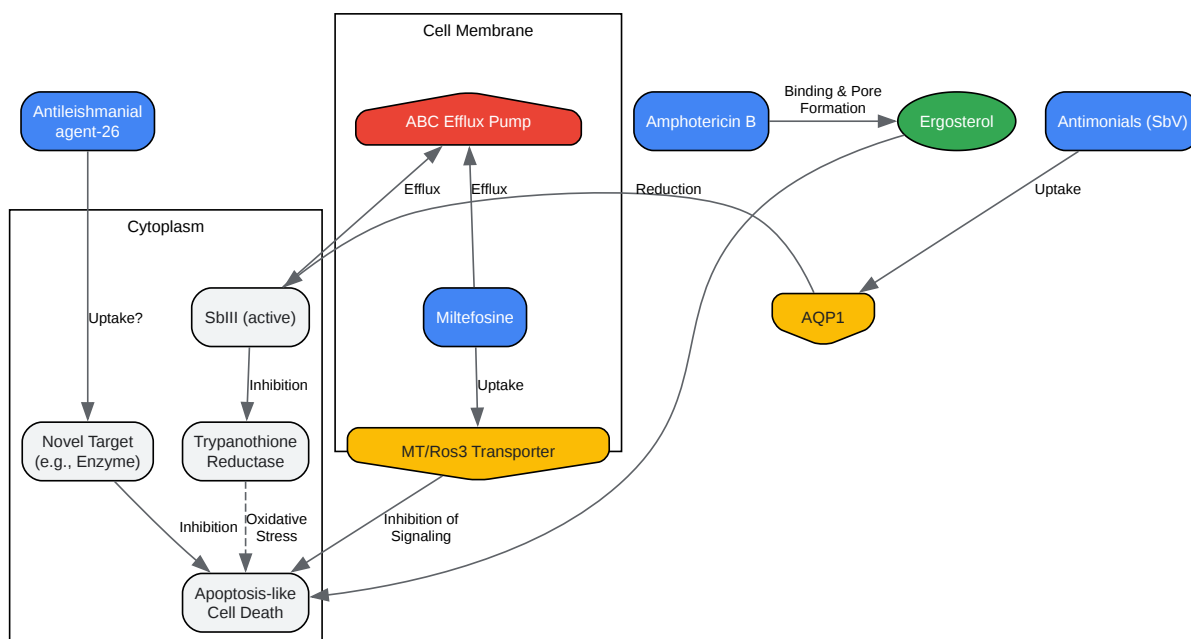 Cell Membrane
Antileishmanial
agent-26
ABC Efflux Pump
Amphotericin B
Binding & Pore
Formation
Ergosterol
Antimonials (SbV)
Efflux
Efflux
Reduction
Uptake
Cytoplasm
Uptake?
SbIII (active)
Miltefosine
AQP1
Inhibition
Uptake
Novel Target
(e.g., Enzyme)
Trypanothione
Reductase
MT/Ros3 Transporter
Inhibition
Oxidative
Stress
Inhibition of
Signaling
Apoptosis-like
Cell Death